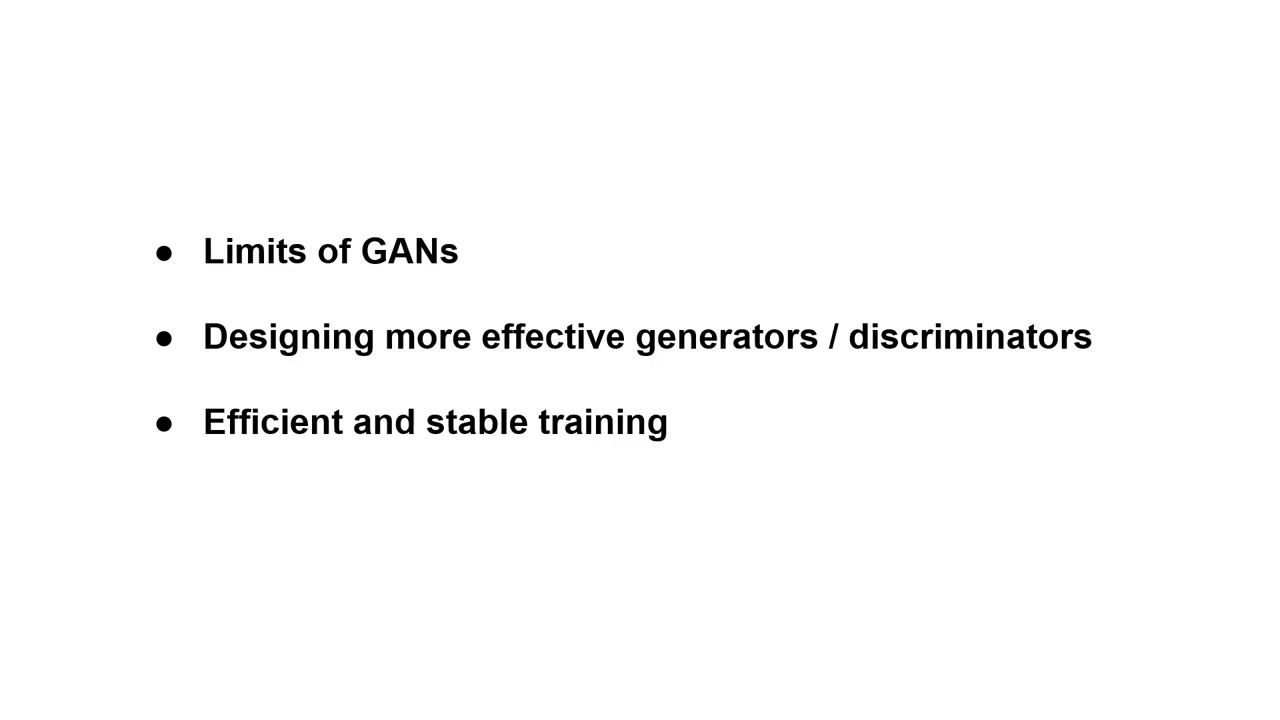 ● Limits of GANs
● Designing more effective generators / discriminators
● Efficient and stable training